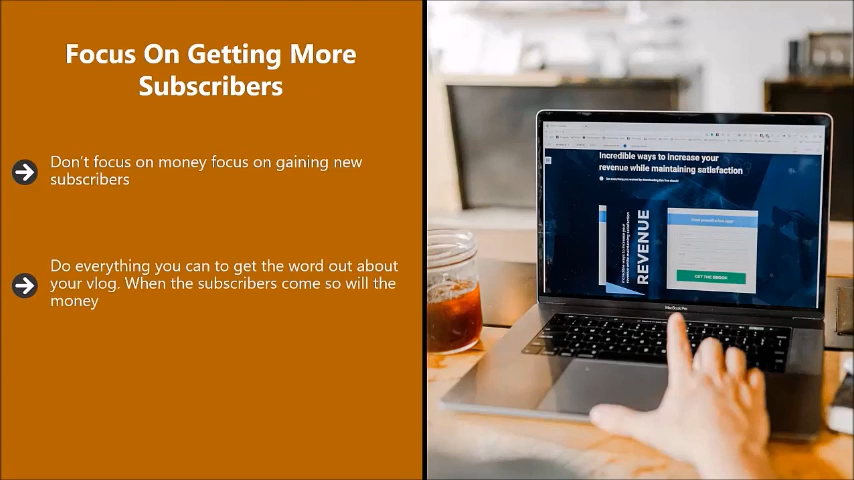 Focus On Getting More
Subscribers
Don't focus on money focus on gaining new
subscribers
Do everything you can to get the word out about
your vlog. When the subscribers come so will the
money
Incredible ways to increase your
revenue while maintaining satisfaction
REVENUE
GET THE EBOOK
MacBook Pro